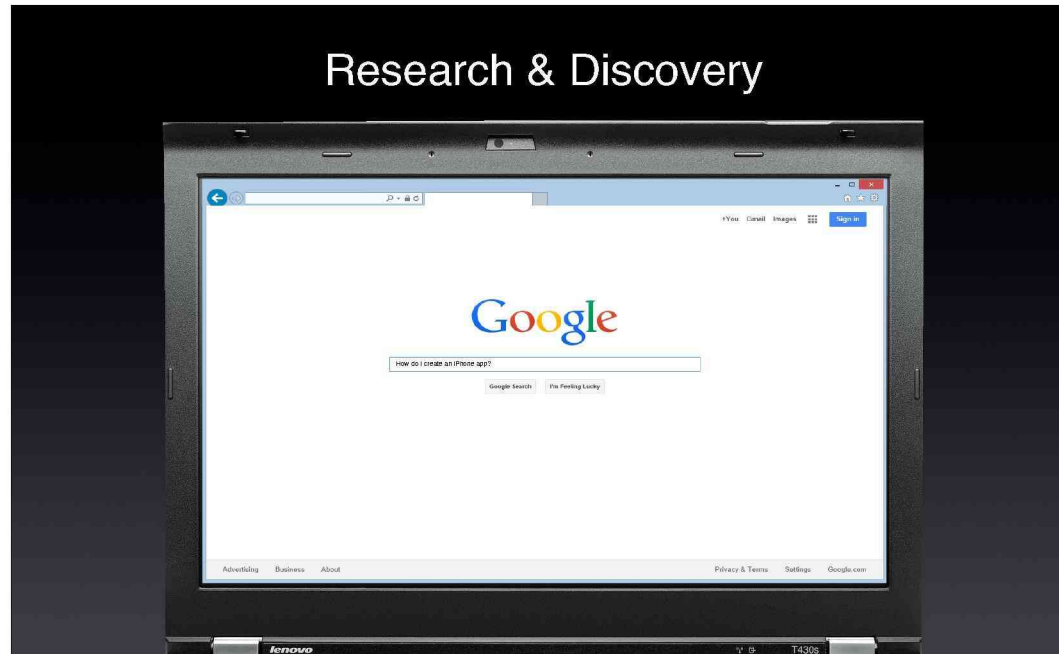 Research & Discovery
+You Gmail Images Sign in
Google
How do I create an iPhone app?
Google Search I'm Feeling Lucky
Advertising Business About Privacy & Terms Settings Google.com
lenovo T430s